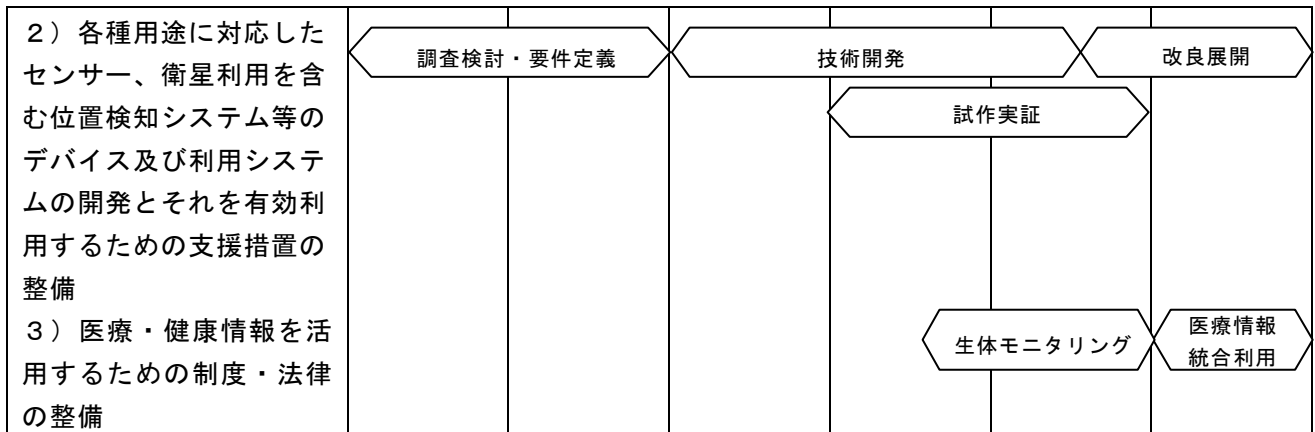 ２）各種用途に対応した
センサー、衛星利用を含
む位置検知システム等の
デバイス及び利用システ
ムの開発とそれを有効利
用するための支援措置の
整備
３）医療・健康情報を活
用するための制度・法律
の整備
調査検討・要件定義
技術開発
改良展開
試作実証
生体モニタリング
医療情報
統合利用